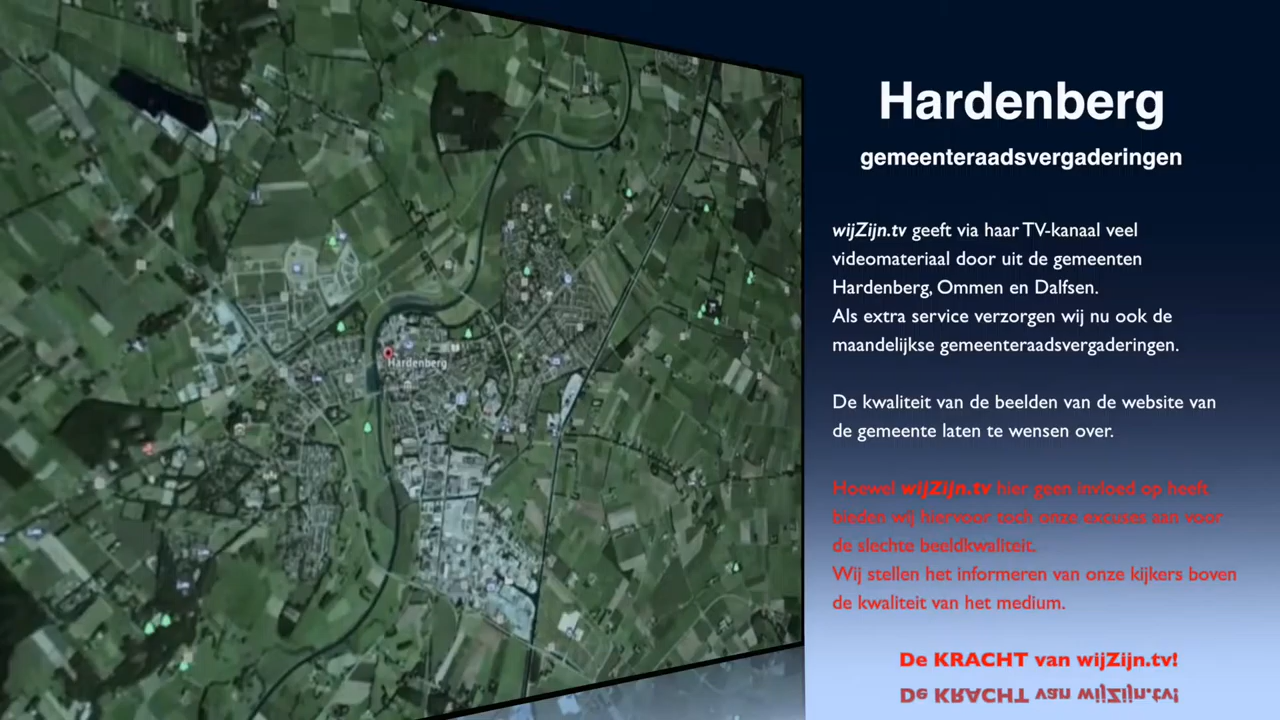 Hardenberg
gemeenteraadsvergaderingen
wijZijn.tv geeft via haar TV-kanaal veel
videomateriaal door uit de gemeenten
Hardenberg, Ommen en Dalfsen.
Als extra service verzorgen wij nu ook de
maandelijkse gemeenteraadsvergaderingen.
De kwaliteit van de beelden van de website van
de gemeente laten te wensen over.
Hoewel wijZijn.tv hier geen invloed op heeft
bieden wij hiervoor toch onze excuses aan voor
de slechte beeldkwaliteit.
Wij stellen het informeren van onze kijkers boven
de kwaliteit van het medium.
De KRACHT van wijZijn.tv!
Hardenberg